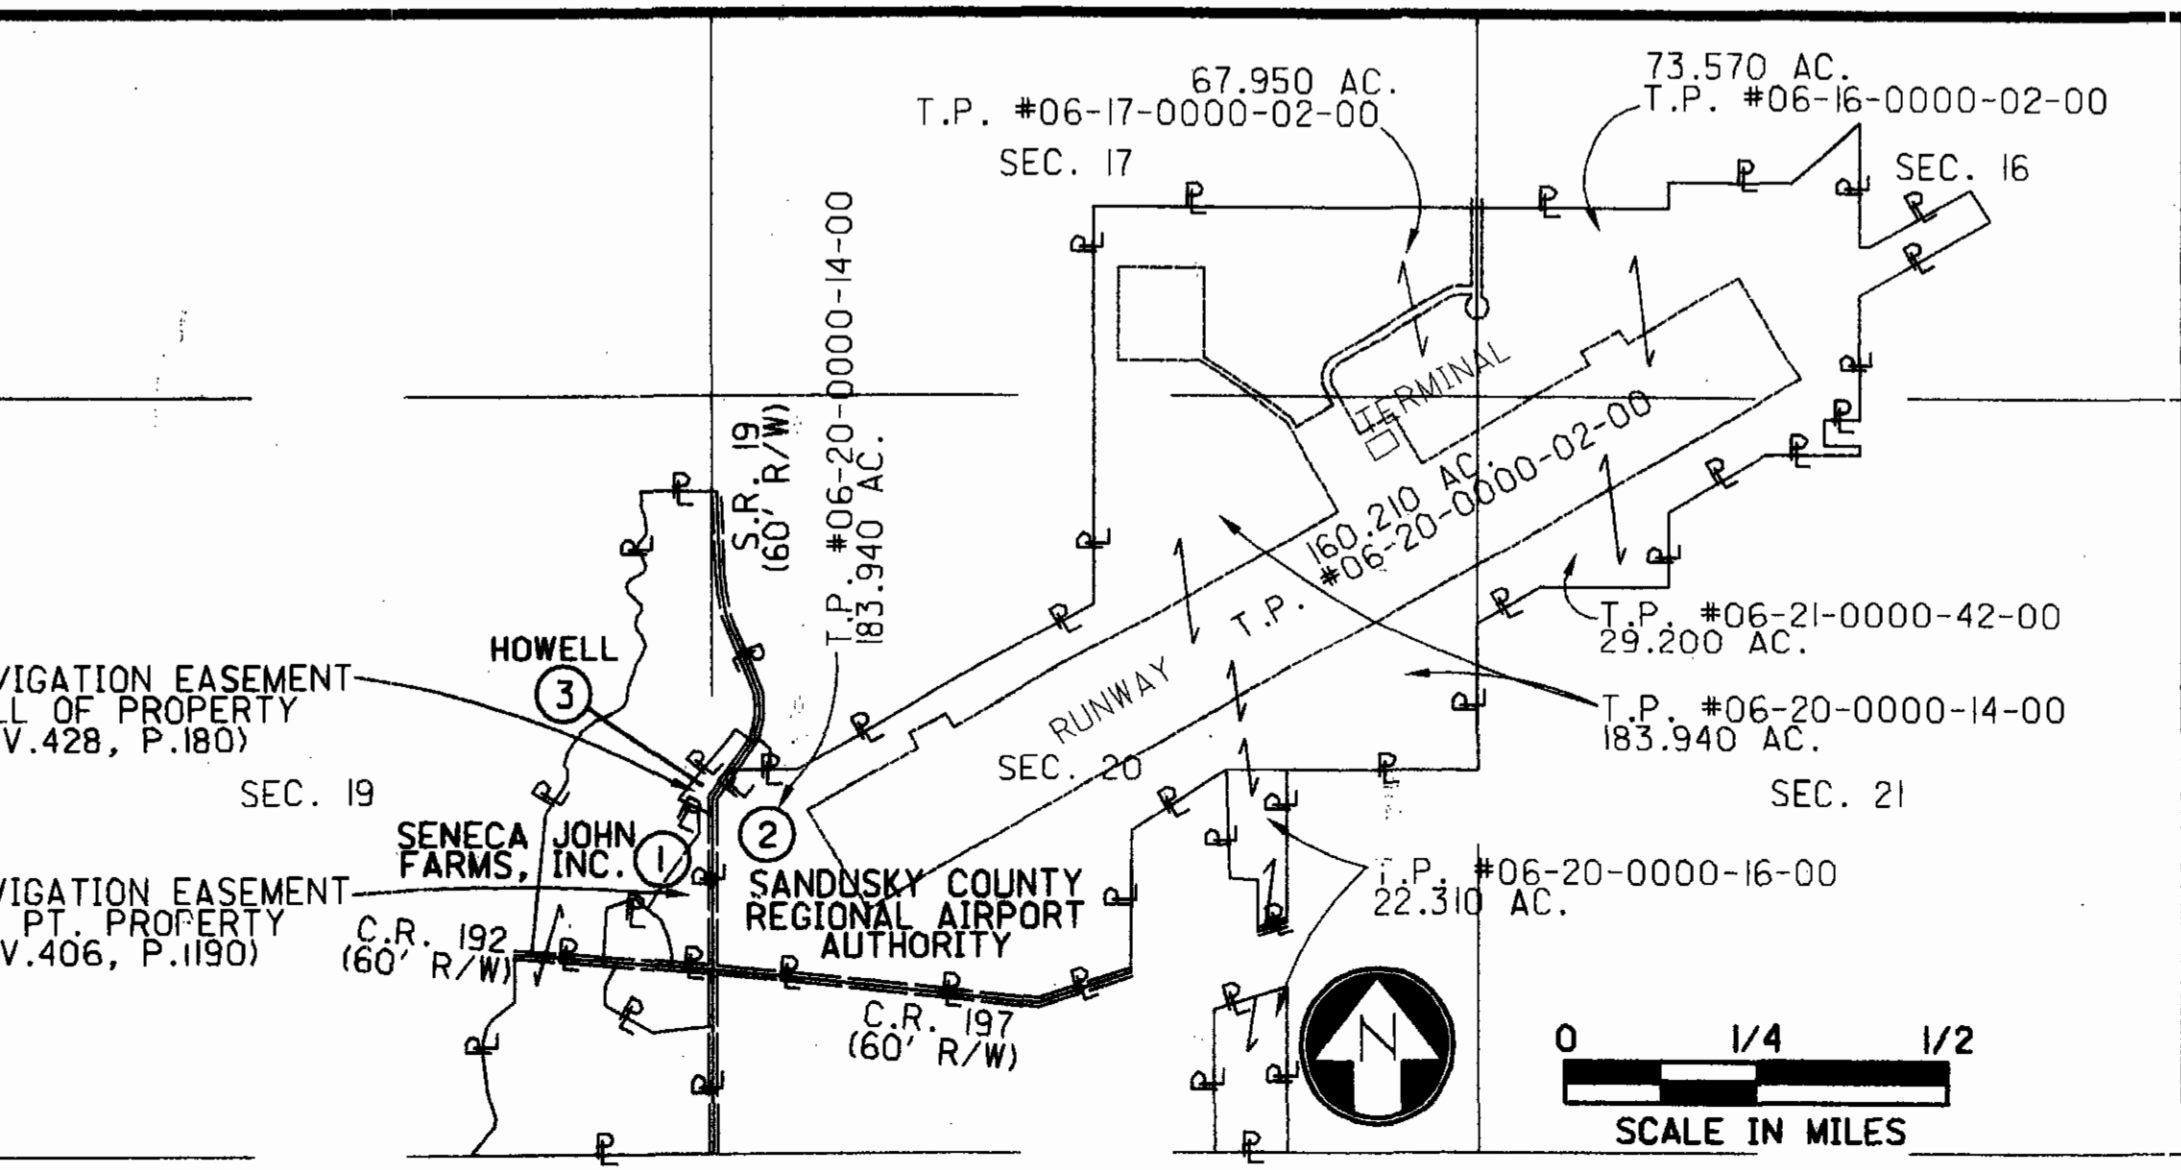 67.950 AC.
T.P. #06-17-0000-02-00
SEC. 17
73.570 AC.
T.P. #06-16-0000-02-00
SEC. 16
T.P. #06-20-0000-14-00
183.940 AC.
S.R. 19
(60' R/W)
TERMINAL
160.210 AC.
T.P. #06-20-0000-02-00
RUNWAY
SEC. 20
T.P. #06-21-0000-42-00
29.200 AC.
T.P. #06-20-0000-14-00
183.940 AC.
SEC. 21
HOWELL
3
VIGATION EASEMENT
LL OF PROPERTY
V.428, P.180)
SEC. 19
SENECA JOHN
FARMS, INC.
1
2
SANDUSKY COUNTY
REGIONAL AIRPORT
AUTHORITY
VIGATION EASEMENT
PT. PROPERTY
V.406, P.1190)
C.R. 192
(60' R/W)
C.R. 197
(60' R/W)
T.P. #06-20-0000-16-00
22.310 AC.
N
0 1/4 1/2
SCALE IN MILES